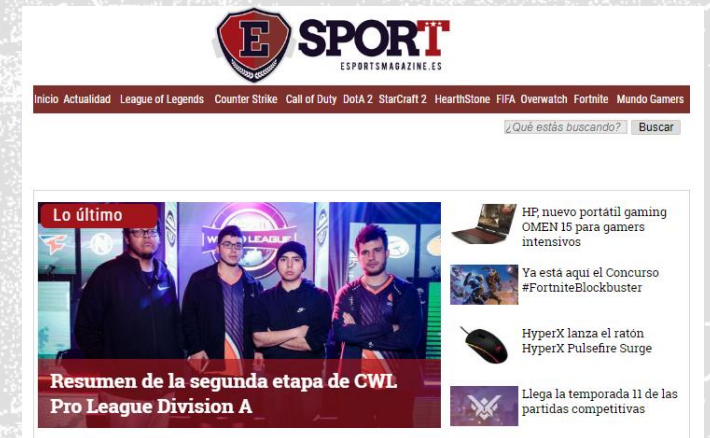 E SPORT
ESPORTSMAGAZINE.ES
Inicio Actualidad League of Legends Counter Strike Call of Duty DotA 2 StarCraft 2 HearthStone FIFA Overwatch Fortnite Mundo Gamers
¿Qué estás buscando? Buscar
Lo último
Resumen de la segunda etapa de CWL
Pro League Division A
HP, nuevo portátil gaming
OMEN 15 para gamers
intensivos
Ya está aquí el Concurso
#FortniteBlockbuster
HyperX lanza el ratón
HyperX Pulsefire Surge
Llega la temporada 11 de las
partidas competitivas